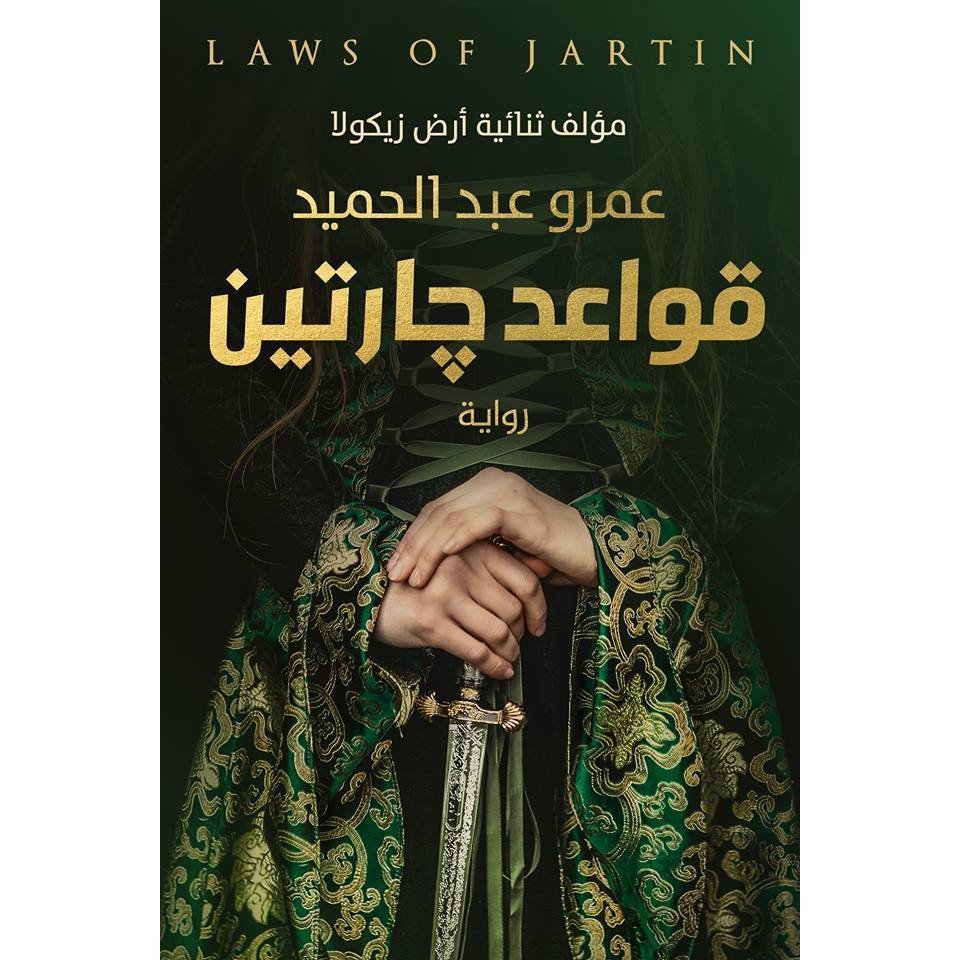 LAWS OF JARTIN
مؤلف ثنائية أرض زيكولا
عمرو عبد الحميد
قواعد چارتين
رواية